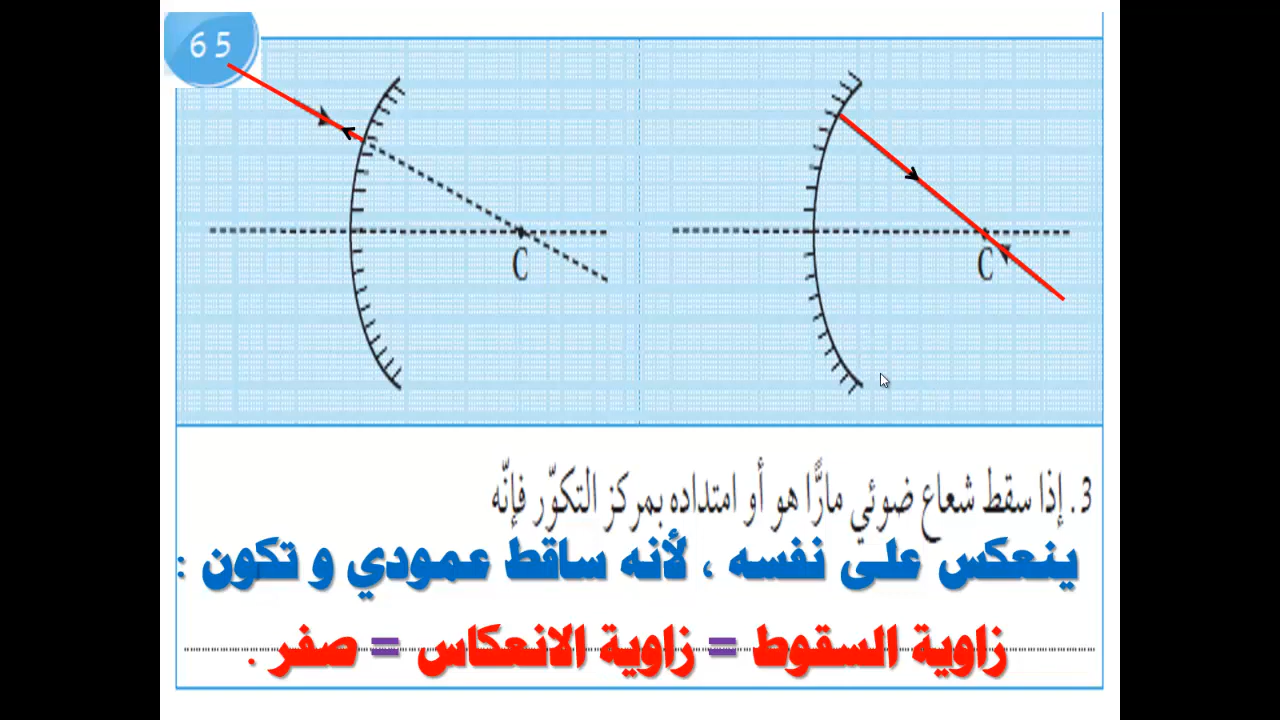 65
C
C
3. إذا سقط شعاع ضوئي مارًّا هو أو امتداده بمركز التكوّر فإنّه
ينعكس على نفسه ، لأنه ساقط عمودي و تكون :
زاوية السقوط = زاوية الانعكاس = صفر .